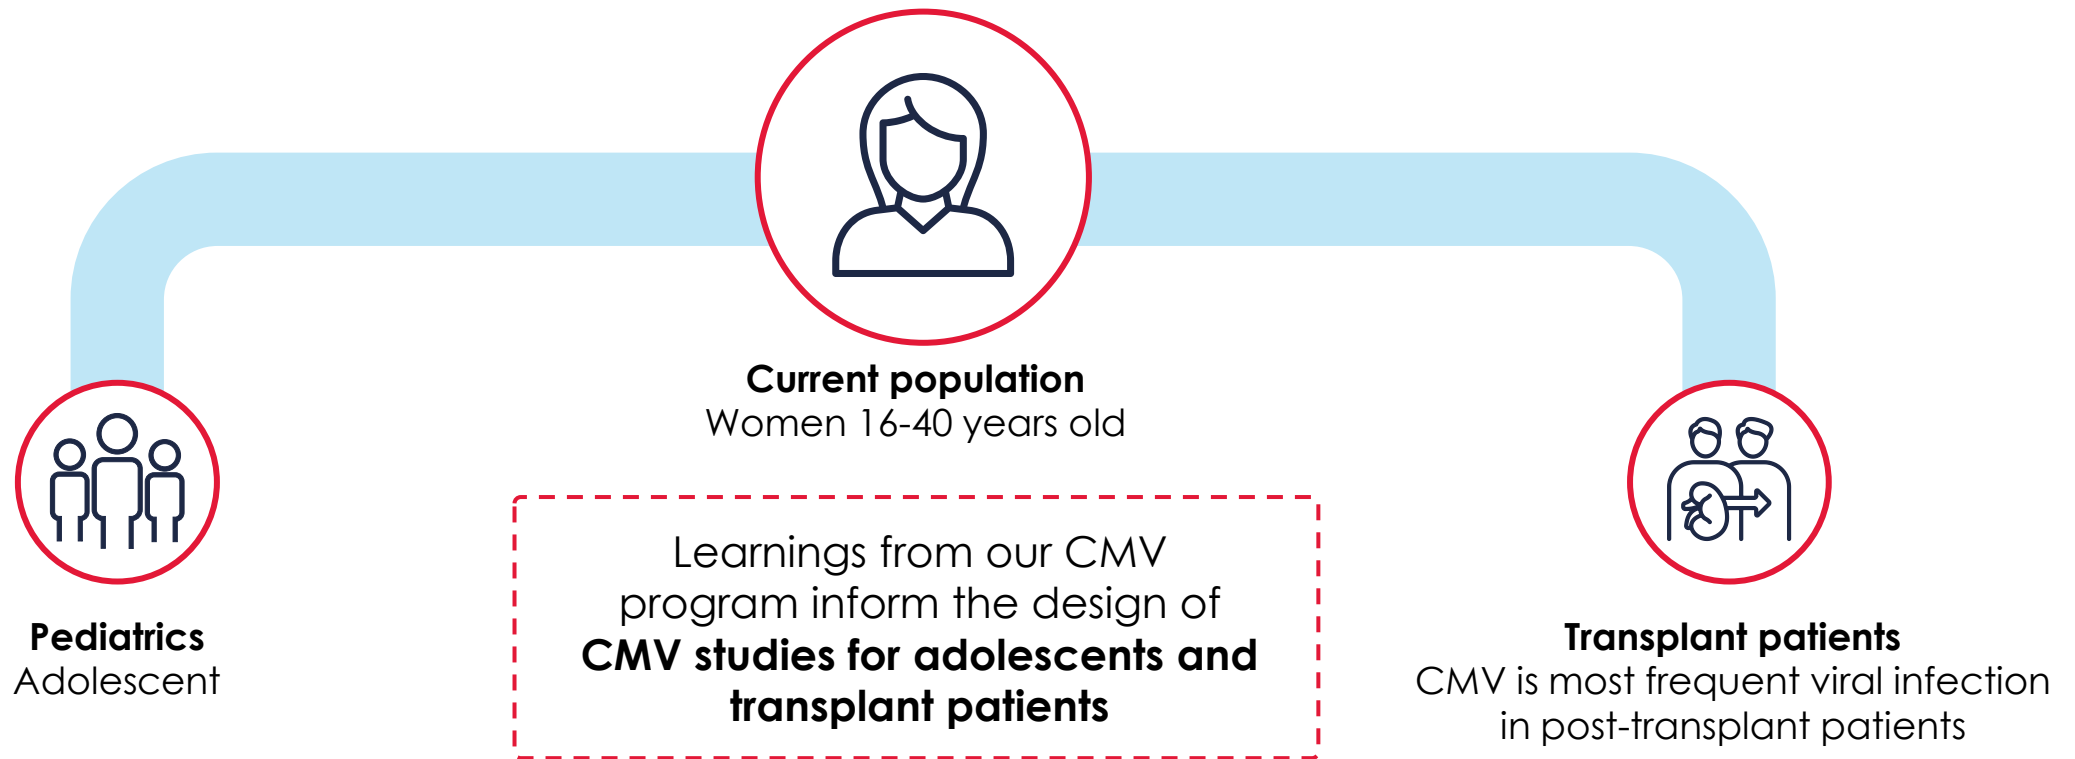 Current population
Women 16-40 years old
Learnings from our CMV
program inform the design of
CMV studies for adolescents and
transplant patients
Pediatrics
Adolescent
Transplant patients
CMV is most frequent viral infection
in post-transplant patients